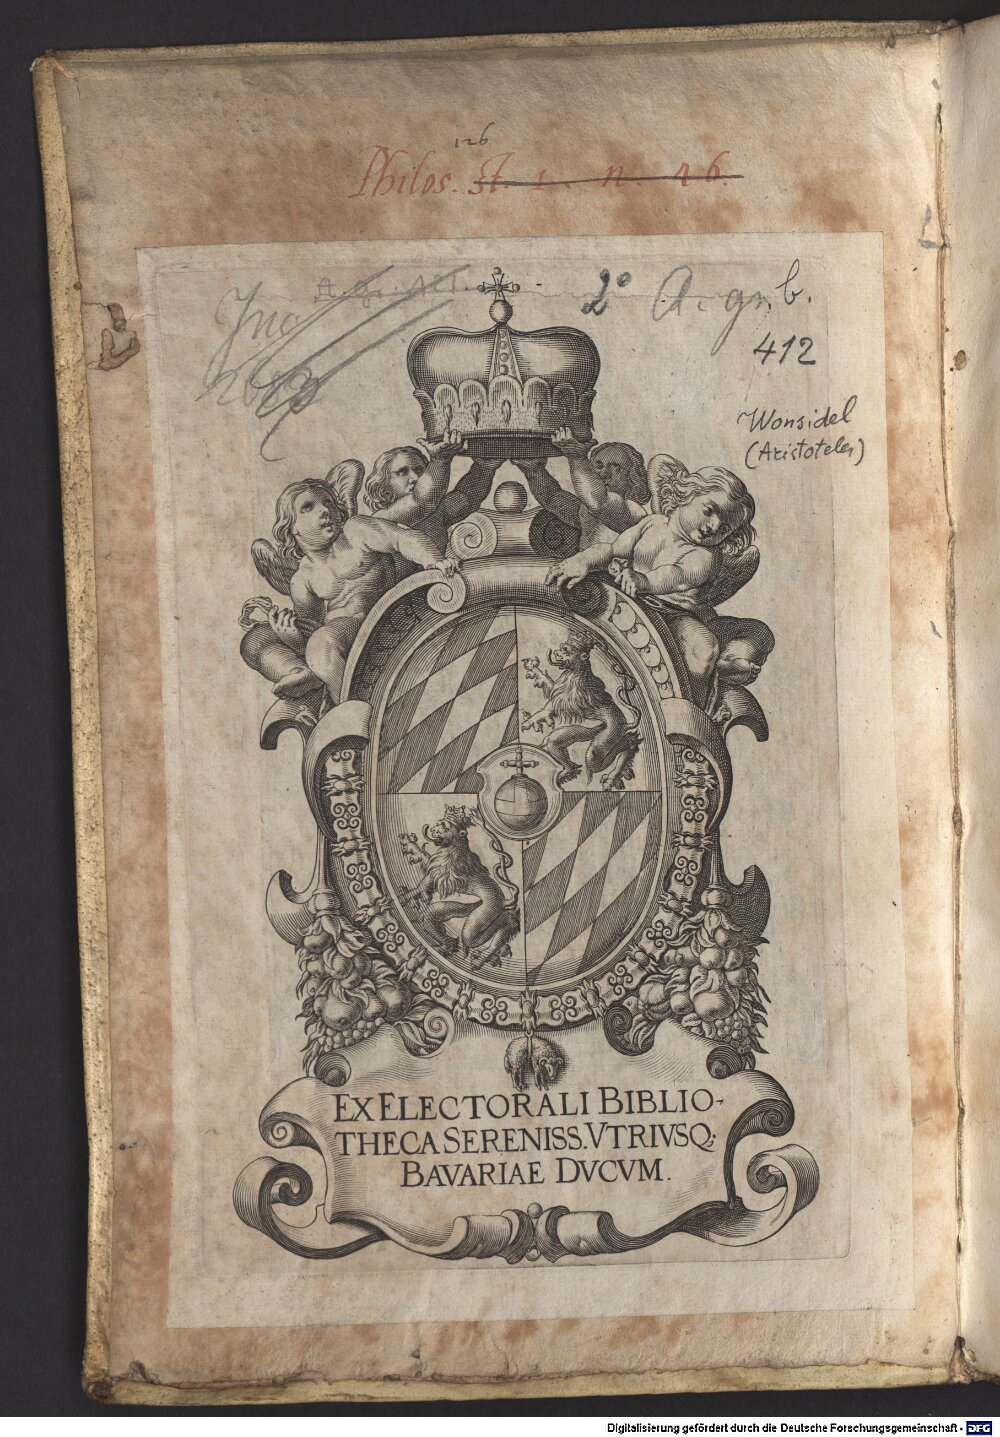 126
Philos. St. 1. n. 46.
2° A. gr. b.
412
Wonsidel
(Aristoteles)
EX ELECTORALI BIBLIO-
THECA SERENISS. VTRIVSQ;
BAVARIAE DVCVM.
Digitalisierung gefördert durch die Deutsche Forschungsgemeinschaft - DFG